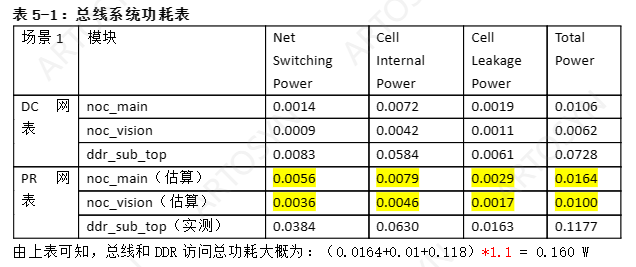 表 5-1：总线系统功耗表
场景 1 模块 Net Switching Power Cell Internal Power Cell Leakage Power Total Power
DC 网表 noc_main 0.0014 0.0072 0.0019 0.0106
noc_vision 0.0009 0.0042 0.0011 0.0062
ddr_sub_top 0.0083 0.0584 0.0061 0.0728
PR 网表 noc_main（估算） 0.0056 0.0079 0.0029 0.0164
noc_vision（估算） 0.0036 0.0046 0.0017 0.0100
ddr_sub_top（实测） 0.0384 0.0630 0.0163 0.1177
由上表可知，总线和DDR 访问总功耗大概为：（0.0164+0.01+0.118）*1.1 = 0.160 W